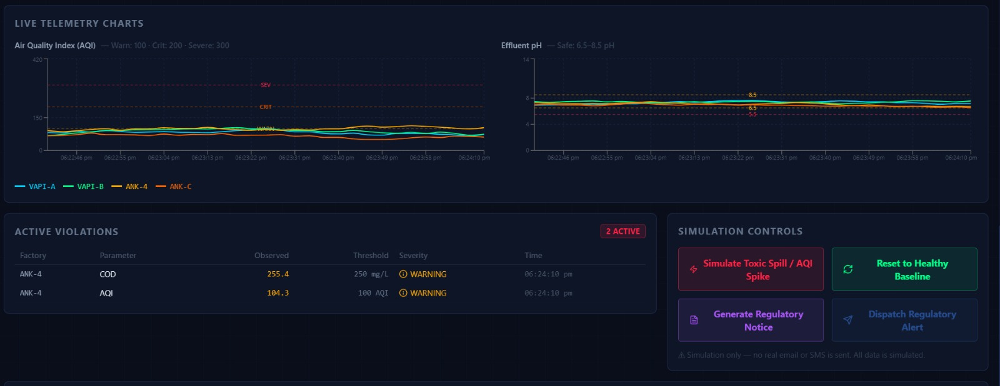 LIVE TELEMETRY CHARTS
Air Quality Index (AQI) — Warn: 100 · Crit: 200 · Severe: 300
420
SEV
CRIT
150
WARN
0
06:22:46 pm 06:22:55 pm 06:23:04 pm 06:23:13 pm 06:23:22 pm 06:23:31 pm 06:23:40 pm 06:23:49 pm 06:23:58 pm 06:24:10 pm
Effluent pH — Safe: 6.5–8.5 pH
14
8.5
8
6.5
5.5
4
0
06:22:46 pm 06:22:55 pm 06:23:04 pm 06:23:13 pm 06:23:22 pm 06:23:31 pm 06:23:40 pm 06:23:49 pm 06:23:58 pm 06:24:10 pm
VAPI-A VAPI-B ANK-4 ANK-C
ACTIVE VIOLATIONS 2 ACTIVE
Factory Parameter Observed Threshold Severity Time
ANK-4 COD 255.4 250 mg/L WARNING 06:24:10 pm
ANK-4 AQI 104.3 100 AQI WARNING 06:24:10 pm
SIMULATION CONTROLS
Simulate Toxic Spill / AQI
Spike
Reset to Healthy
Baseline
Generate Regulatory
Notice
Dispatch Regulatory
Alert
⚠ Simulation only — no real email or SMS is sent. All data is simulated.